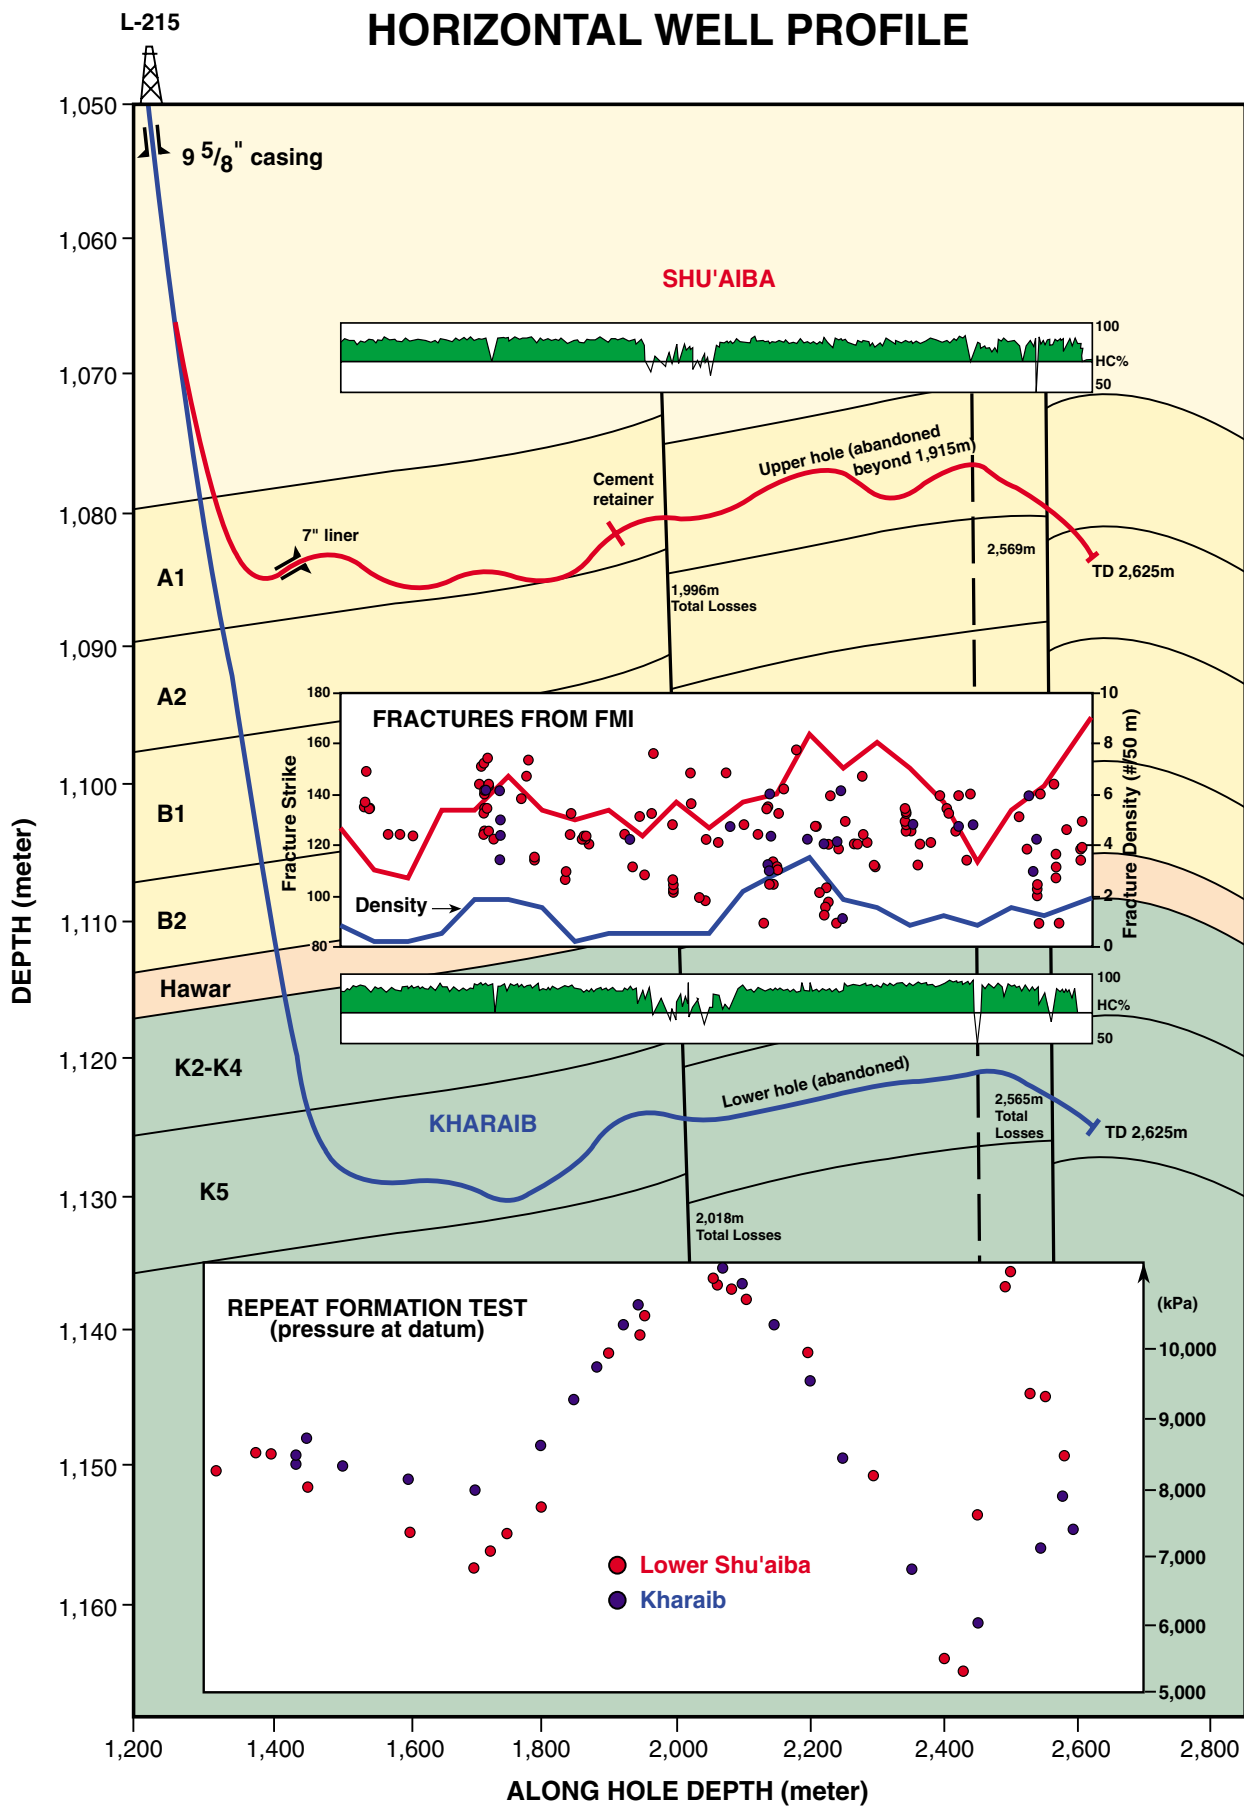 L-215
HORIZONTAL WELL PROFILE
1,050
9 5/8" casing
1,060
SHU'AIBA
100
HC%
50
1,070
Upper hole (abandoned
beyond 1,915m)
Cement
retainer
1,080
7" liner
2,569m
TD 2,625m
A1
1,996m
Total Losses
1,090
A2
180
10
FRACTURES FROM FMI
160
8
1,100
140
6
B1
Fracture Strike
Fracture Density (#/50 m)
120
4
100
2
Density
1,110
B2
80
0
DEPTH (meter)
Hawar
100
HC%
50
1,120
K2-K4
Lower hole (abandoned)
KHARAIB
2,565m
Total
Losses
TD 2,625m
1,130
K5
2,018m
Total Losses
REPEAT FORMATION TEST
(pressure at datum)
(kPa)
1,140
10,000
9,000
1,150
8,000
7,000
Lower Shu'aiba
Kharaib
1,160
6,000
5,000
1,200
1,400
1,600
1,800
2,000
2,200
2,400
2,600
2,800
ALONG HOLE DEPTH (meter)